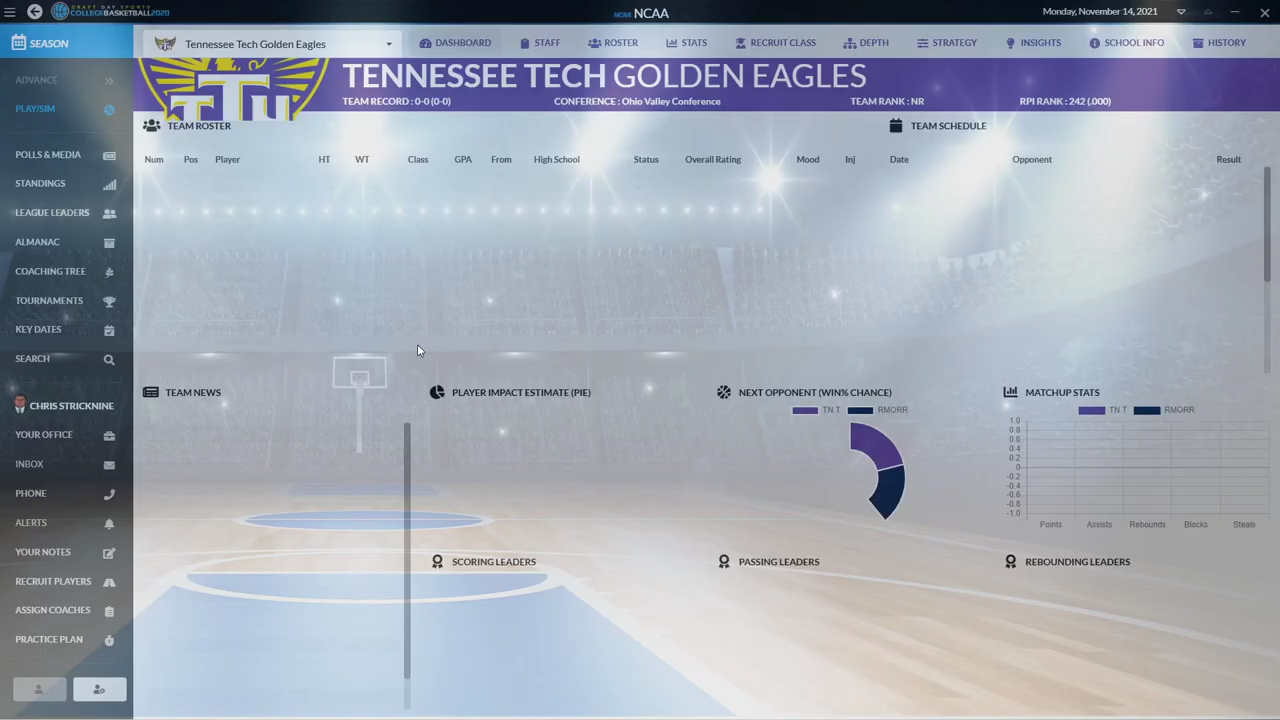 DRAFT DAY SPORTS
COLLEGEBASKETBALL2020
NCAA NCAA
Monday, November 14, 2021
SEASON
Tennessee Tech Golden Eagles
DASHBOARD
STAFF
ROSTER
STATS
RECRUIT CLASS
DEPTH
STRATEGY
INSIGHTS
SCHOOL INFO
HISTORY
TTU
TENNESSEE TECH GOLDEN EAGLES
TEAM RECORD : 0-0 (0-0)
CONFERENCE : Ohio Valley Conference
TEAM RANK : NR
RPI RANK : 242 (.000)
ADVANCE
PLAY/SIM
POLLS & MEDIA
STANDINGS
LEAGUE LEADERS
ALMANAC
COACHING TREE
TOURNAMENTS
KEY DATES
SEARCH
CHRIS STRICKNINE
YOUR OFFICE
INBOX
PHONE
ALERTS
YOUR NOTES
RECRUIT PLAYERS
ASSIGN COACHES
PRACTICE PLAN
TEAM ROSTER
Num Pos Player HT WT Class GPA From High School Status Overall Rating Mood Inj
TEAM SCHEDULE
Date Opponent Result
TEAM NEWS
PLAYER IMPACT ESTIMATE (PIE)
NEXT OPPONENT (WIN% CHANCE)
TN T RMORR
MATCHUP STATS
TN T RMORR
1.0
0.8
0.6
0.4
0.2
0
-0.2
-0.4
-0.6
-0.8
-1.0
Points Assists Rebounds Blocks Steals
SCORING LEADERS
PASSING LEADERS
REBOUNDING LEADERS